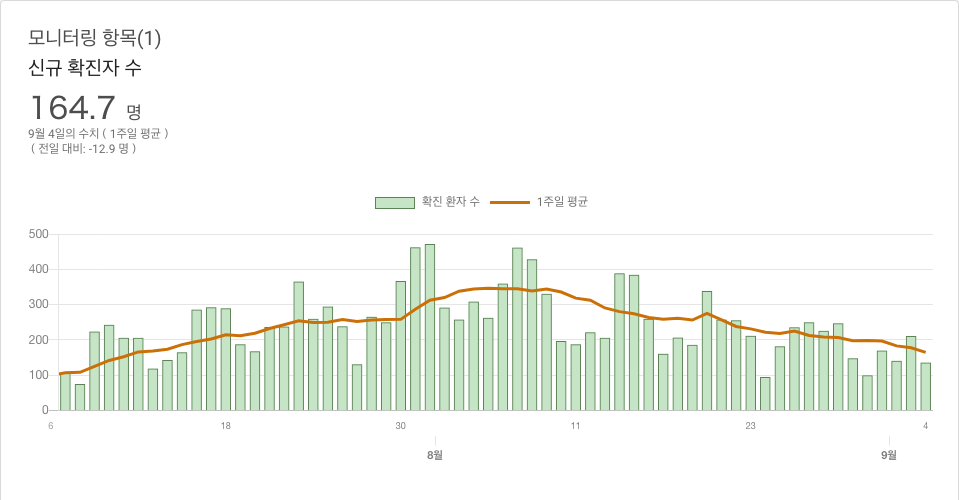 모니터링 항목(1)
신규 확진자 수
164.7 명
9월 4일의 수치 ( 1주일 평균 )
( 전일 대비: -12.9 명 )
확진 환자 수 1주일 평균
500
400
300
200
100
0
6 18 30 11 23 4
8월 9월